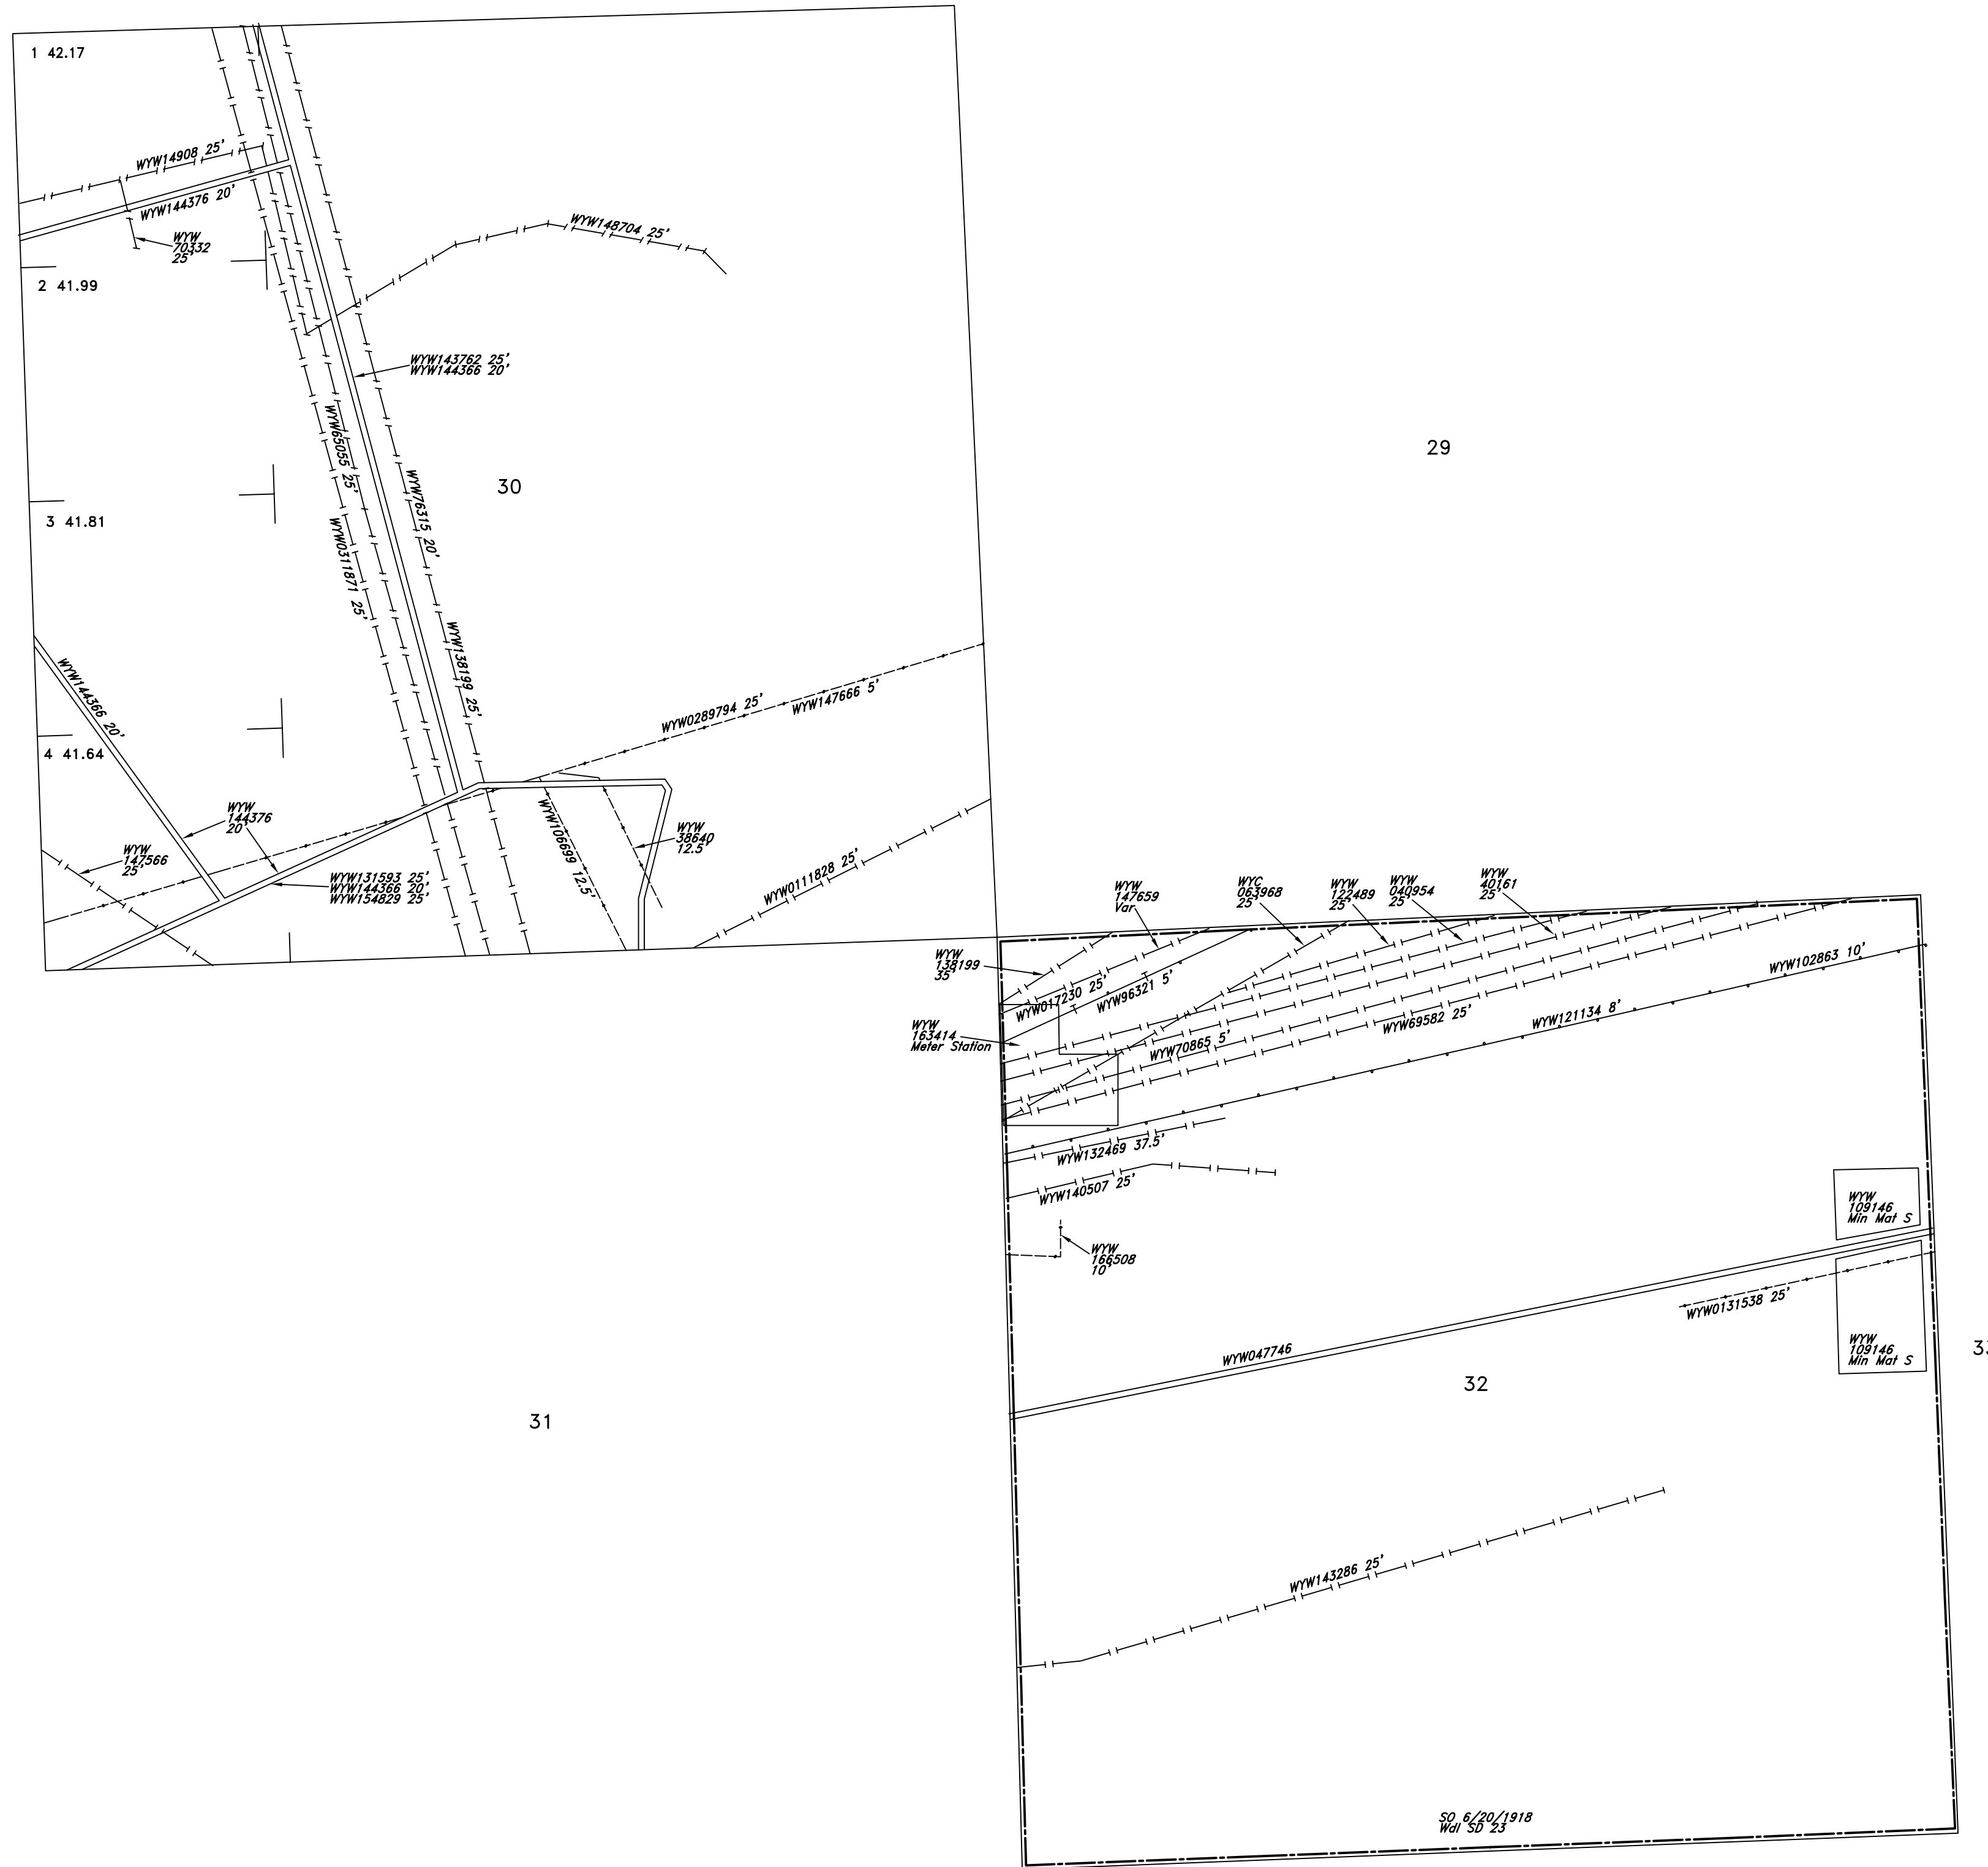 1 42.17
WYW14908 25'
WYW144376 20'
WYW
70332
25'
2 41.99
WYW148704 25'
WYW143762 25'
WYW144366 20'
WYW65055 25'
WYW76315 20'
30
29
3 41.81
WYW0311871 25'
WYW138199 25'
WYW144366 20'
WYW0289794 25'
WYW147666 5'
4 41.64
WYW
144376
20'
WYW
147566
25'
WYW131593 25'
WYW144366 20'
WYW154829 25'
WYW106699 12.5'
WYW
38640
12.5'
WYW0111828 25'
WYW
147659
Var
WYC
063968
25'
WYW
122489
25'
WYW
040954
25'
WYW
40161
25'
WYW
138199
35'
WYW017230 25'
WYW96321 5'
WYW102863 10'
WYW
163414
Meter Station
WYW70865 5'
WYW69582 25'
WYW121134 8'
WYW132469 37.5'
WYW140507 25'
WYW
109146
Min Mat S
WYW
166508
10'
WYW0131538 25'
WYW047746
WYW
109146
Min Mat S
32
31
WYW143286 25'
SO 6/20/1918
Wdl SD 23